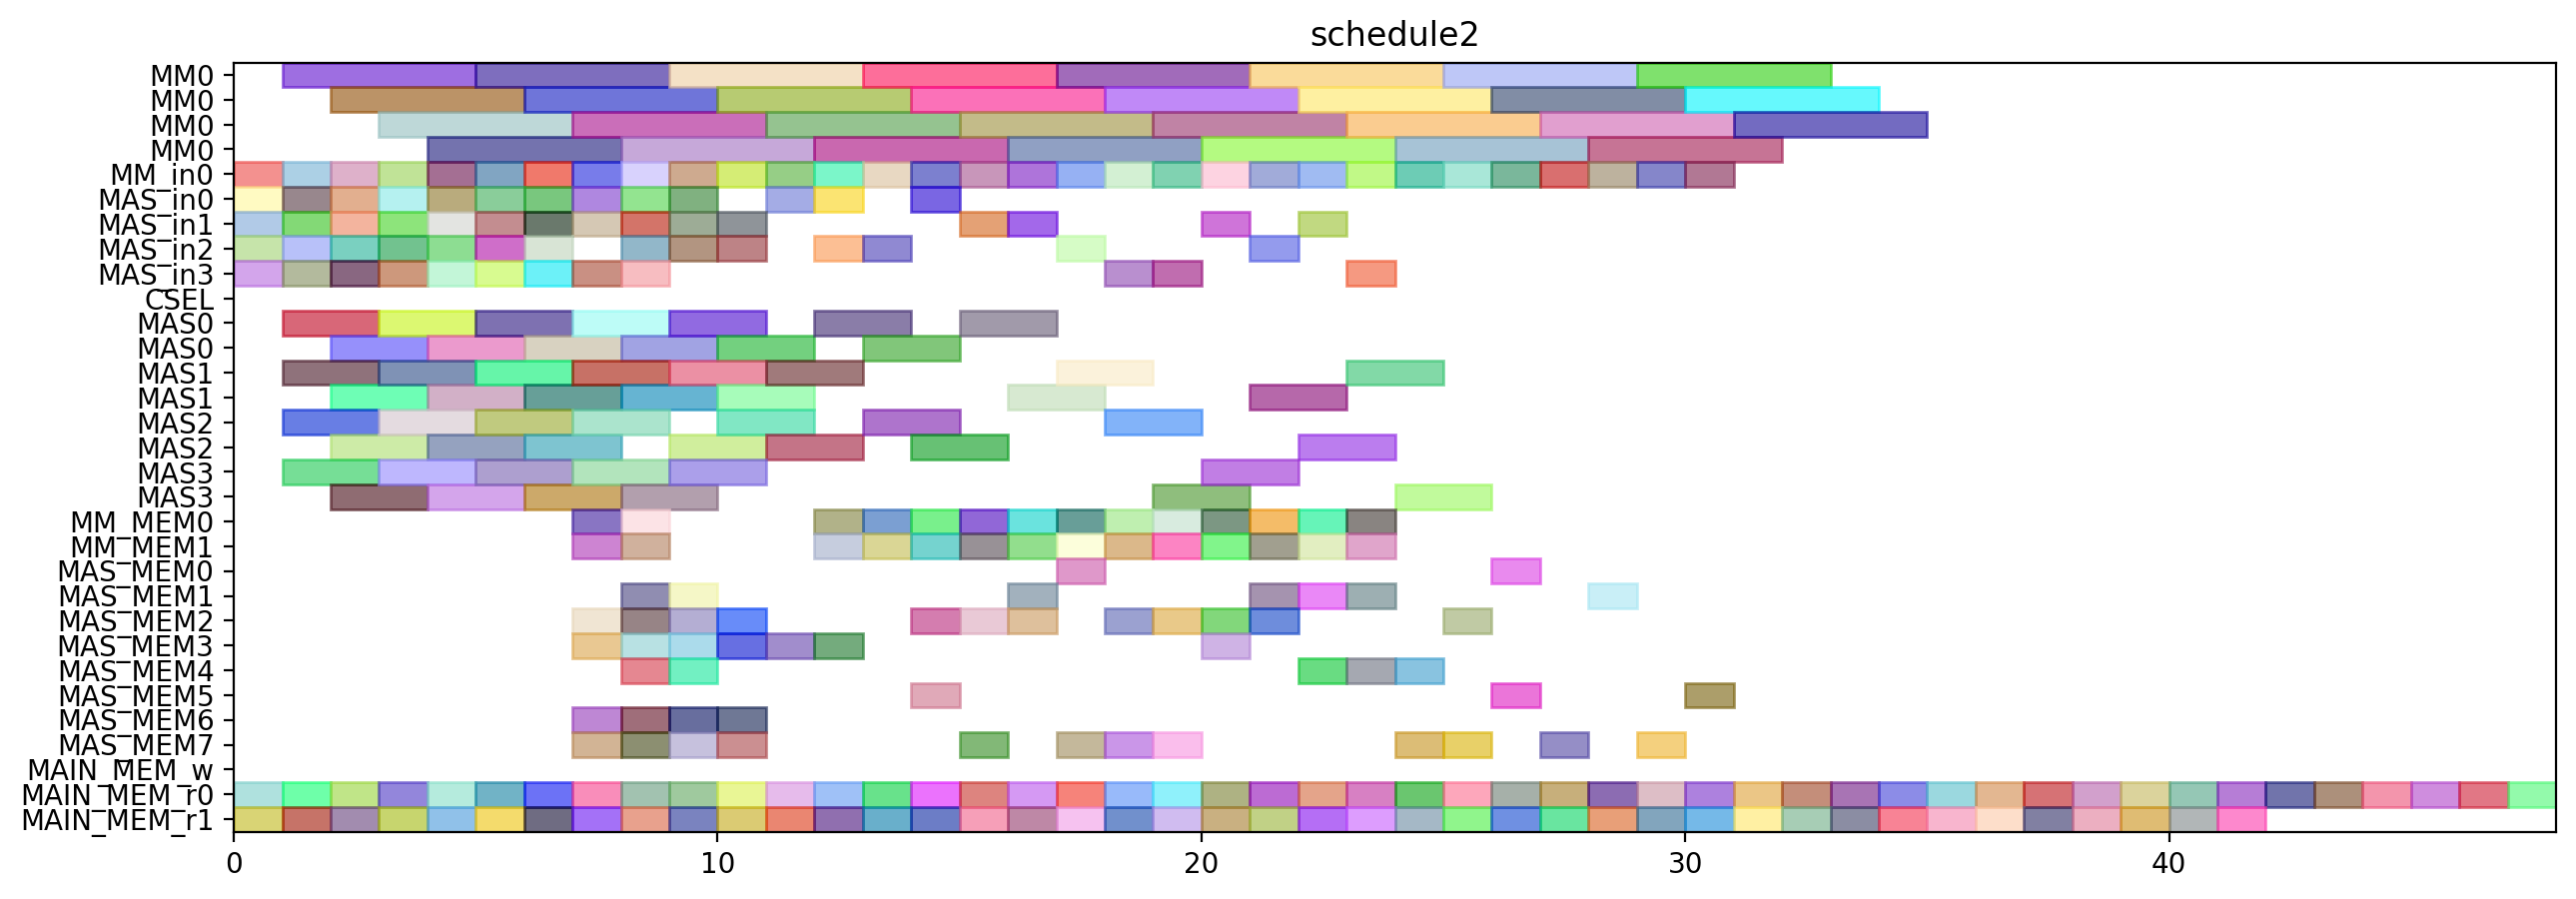 schedule2
MM0
MM0
MM0
MM0
MM_in0
MAS_in0
MAS_in1
MAS_in2
MAS_in3
CSEL
MAS0
MAS0
MAS1
MAS1
MAS2
MAS2
MAS3
MAS3
MM_MEM0
MM_MEM1
MAS_MEM0
MAS_MEM1
MAS_MEM2
MAS_MEM3
MAS_MEM4
MAS_MEM5
MAS_MEM6
MAS_MEM7
MAIN_MEM_w
MAIN_MEM_r0
MAIN_MEM_r1
0 10 20 30 40